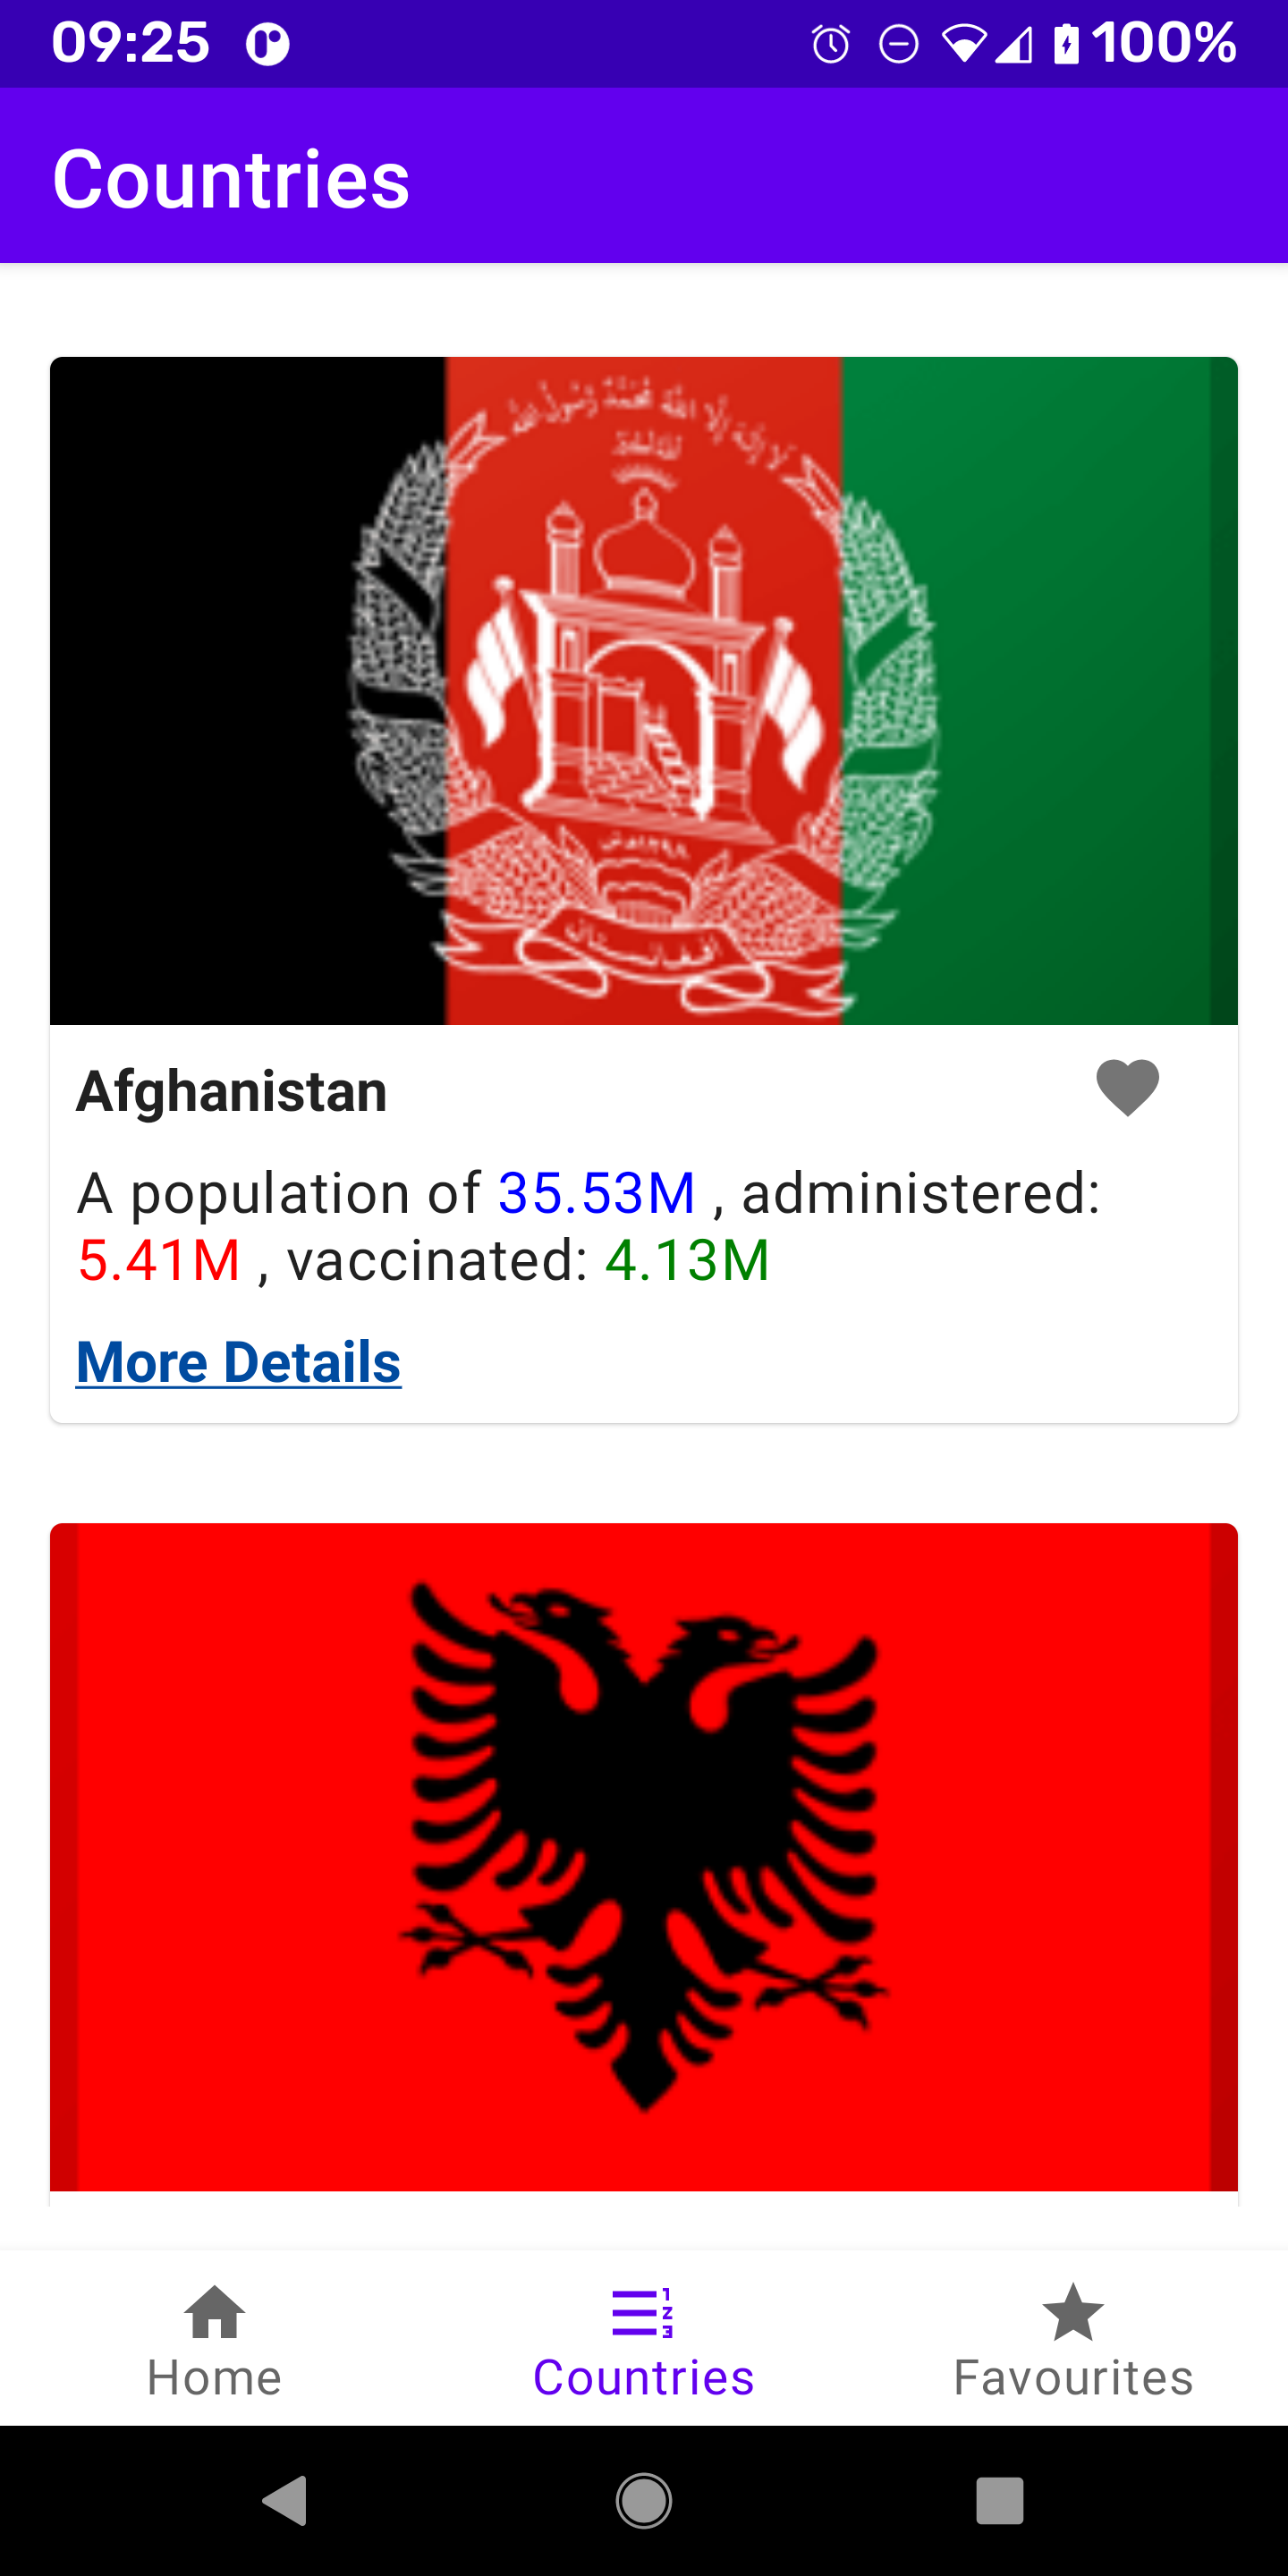 09:25
100%
Countries
Afghanistan
A population of 35.53M , administered:
5.41M , vaccinated: 4.13M
More Details
Home
Countries
Favourites